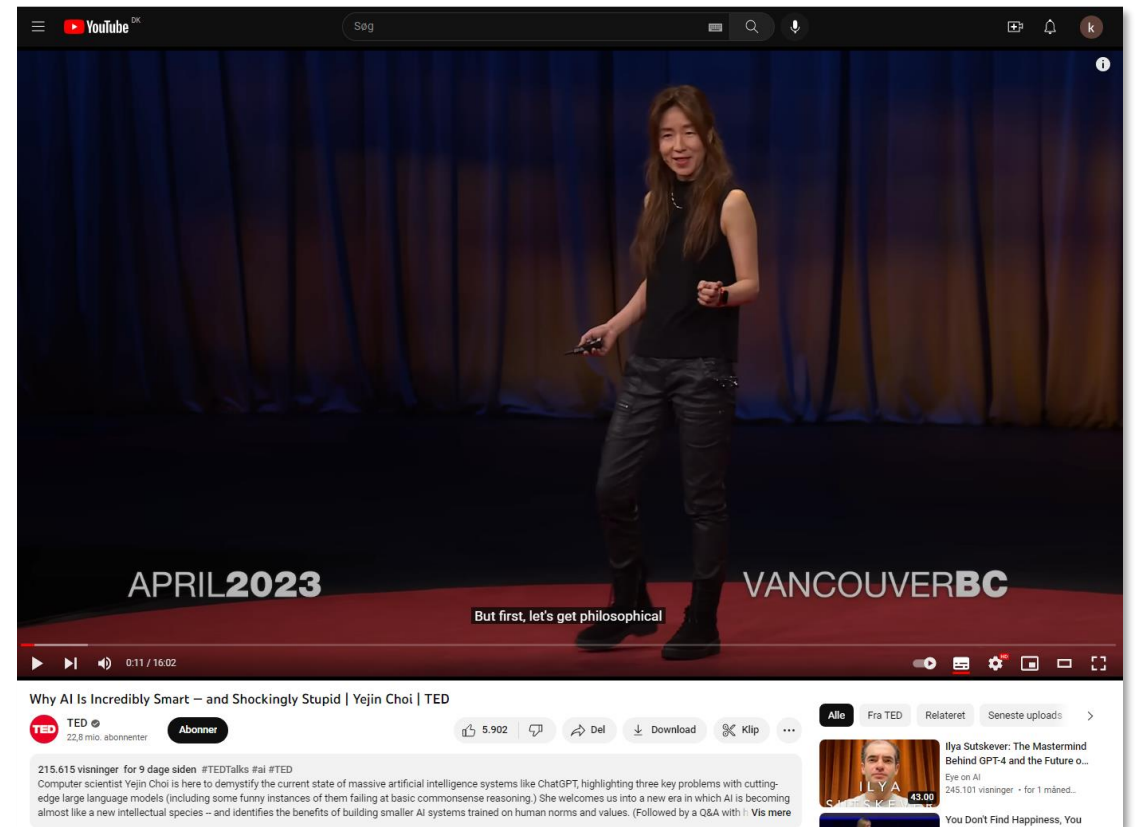 YouTube DK
Søg
k
APRIL2023
VANCOUVERBC
But first, let's get philosophical
0:11 / 16:02
HD
Why AI Is Incredibly Smart — and Shockingly Stupid | Yejin Choi | TED
TED
TED
22,8 mio. abonnenter
Abonner
5.902
Del
Download
Klip
215.615 visninger for 9 dage siden #TEDTalks #ai #TED
Computer scientist Yejin Choi is here to demystify the current state of massive artificial intelligence systems like ChatGPT, highlighting three key problems with cutting-
edge large language models (including some funny instances of them failing at basic commonsense reasoning.) She welcomes us into a new era in which AI is becoming
almost like a new intellectual species -- and identifies the benefits of building smaller AI systems trained on human norms and values. (Followed by a Q&A with h Vis mere
Alle
Fra TED
Relateret
Seneste uploads
Ilya Sutskever: The Mastermind
Behind GPT-4 and the Future o...
Eye on AI
245.101 visninger • for 1 måned...
ILYA
43.00
You Don't Find Happiness, You